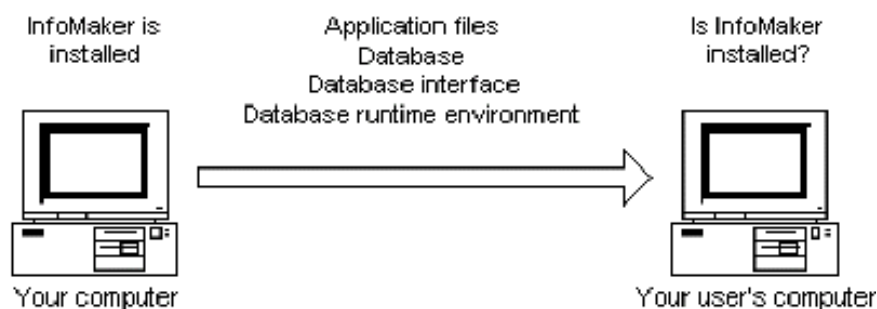 InfoMaker is
installed
Application files
Database
Database interface
Database runtime environment
Is InfoMaker
installed?
Your computer
Your user's computer